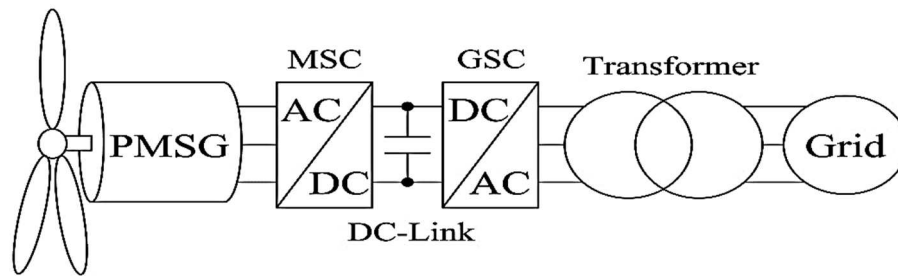 MSC
GSC
Transformer
PMSG
AC
DC
DC
AC
Grid
DC-Link